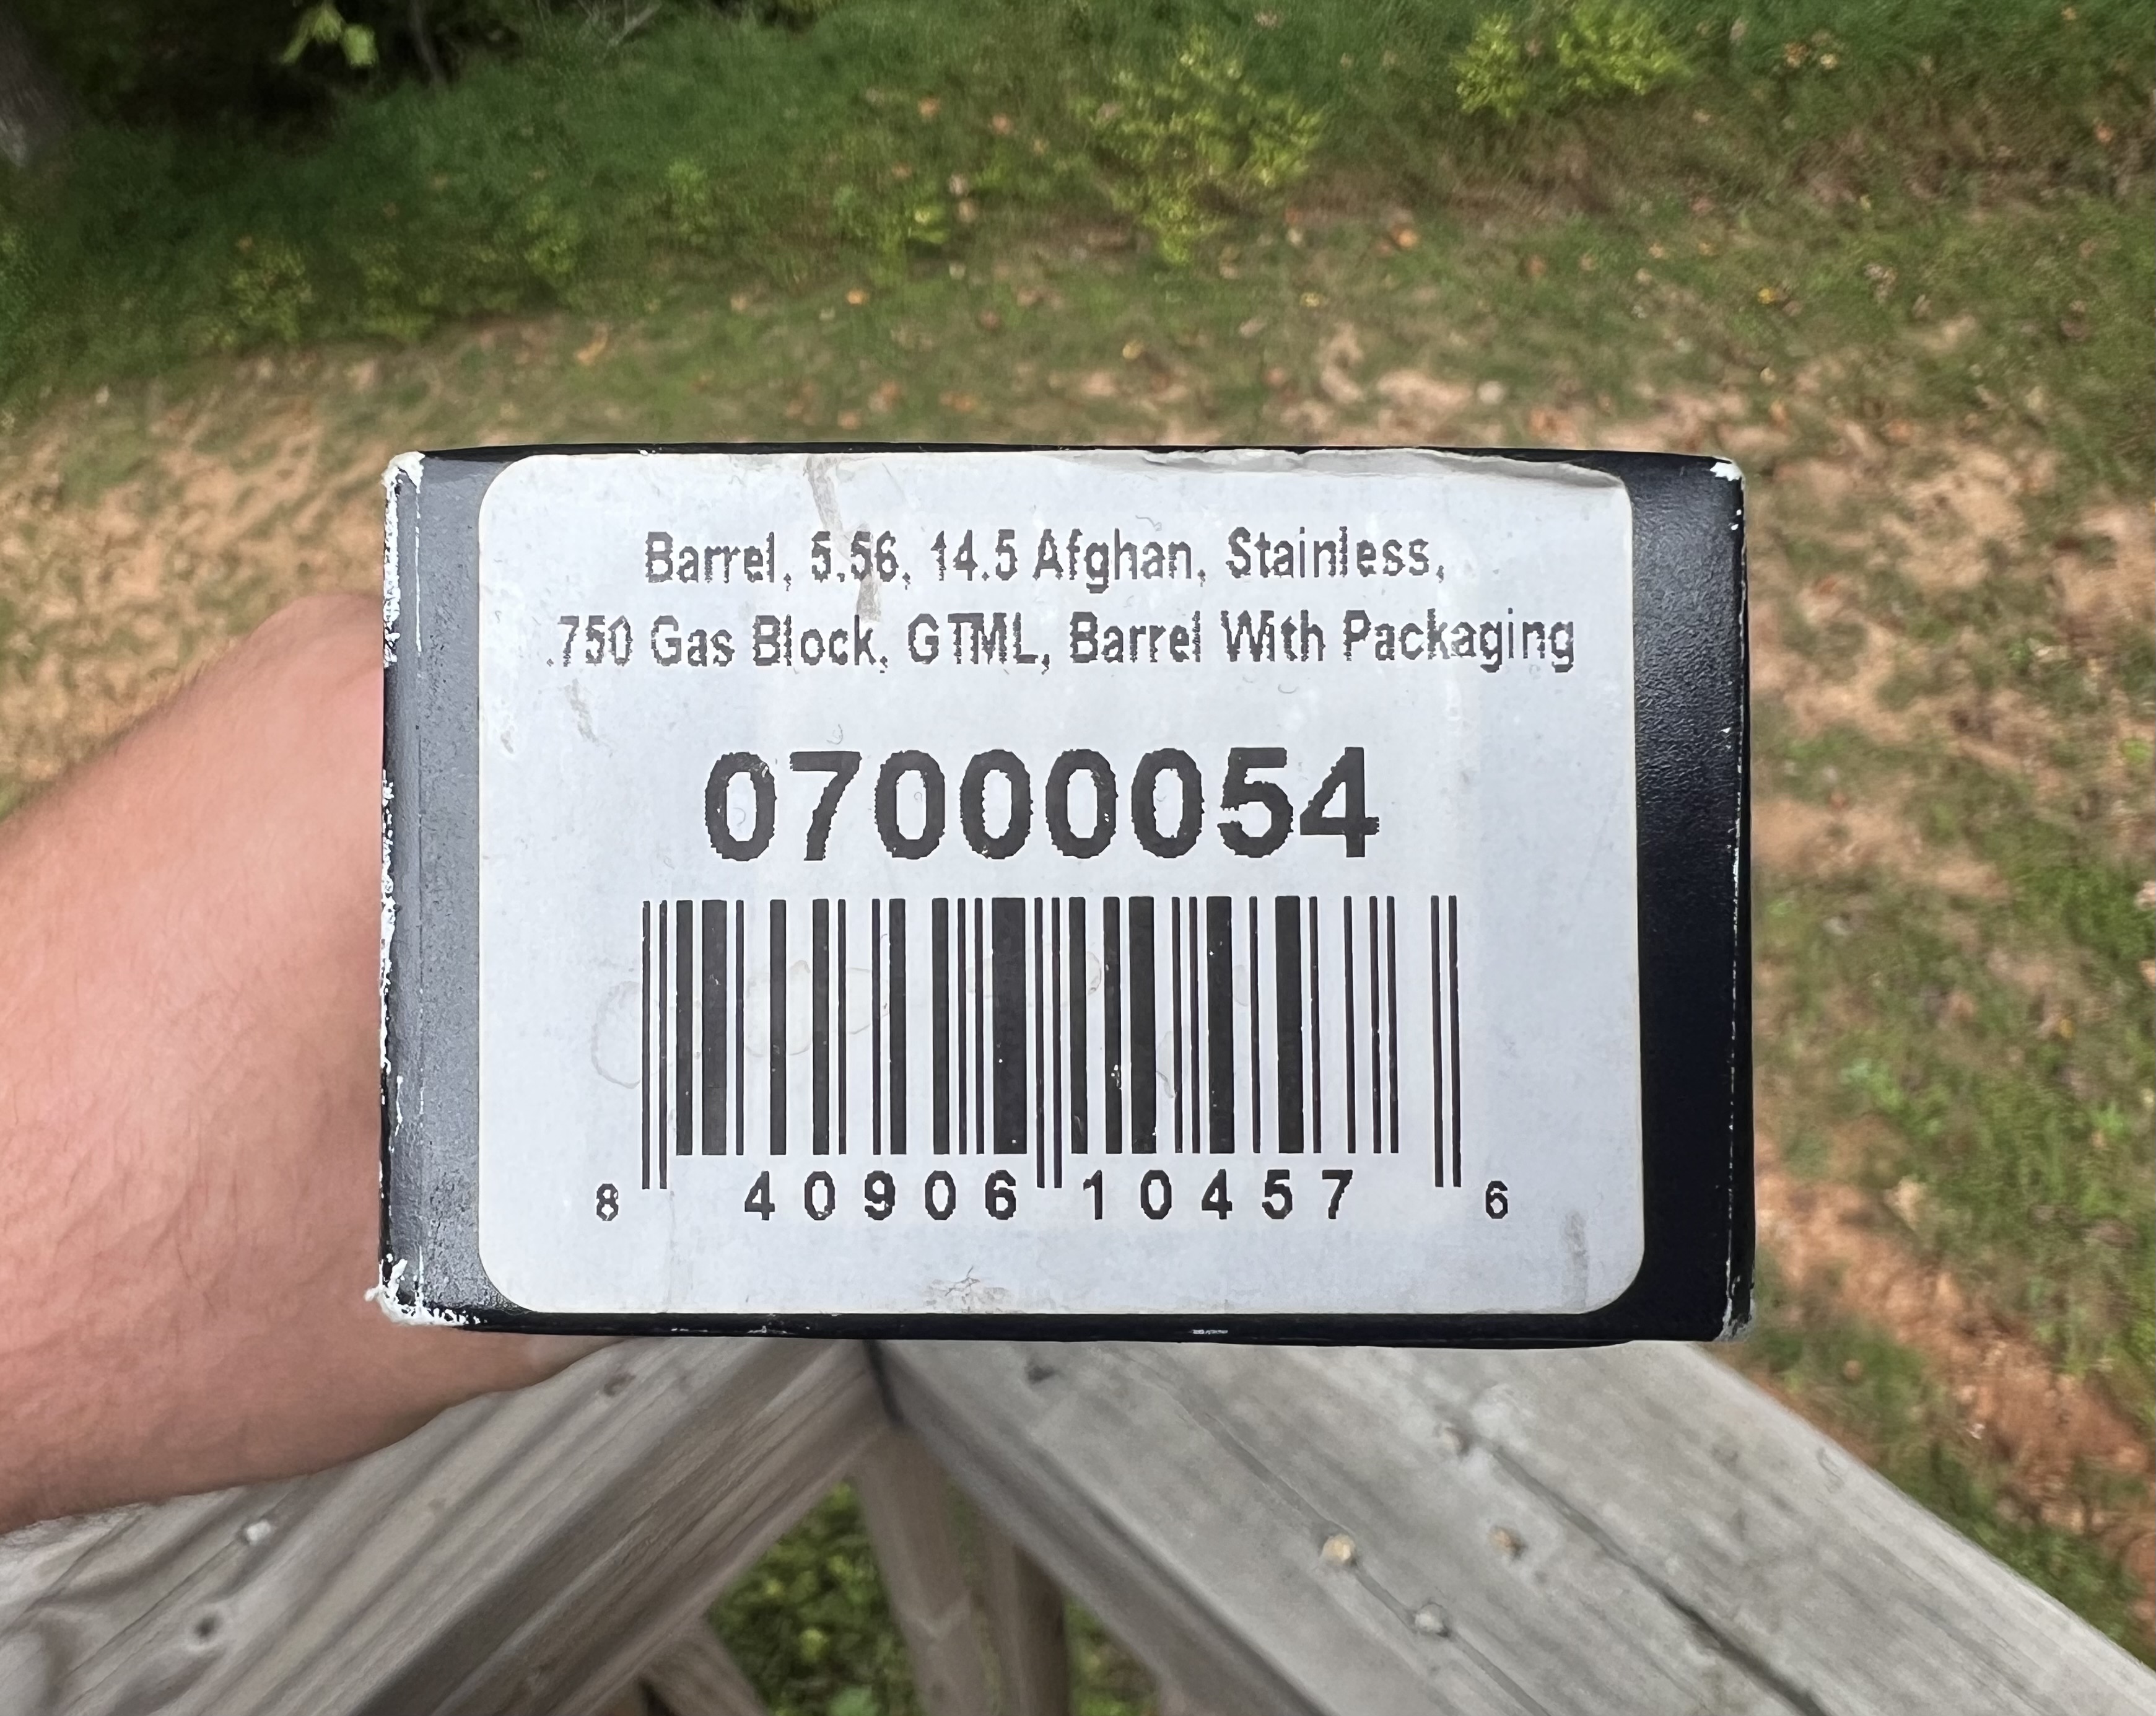 Barrel, 5.56, 14.5 Afghan, Stainless,
.750 Gas Block, GTML, Barrel With Packaging
07000054
8 40906 10457 6